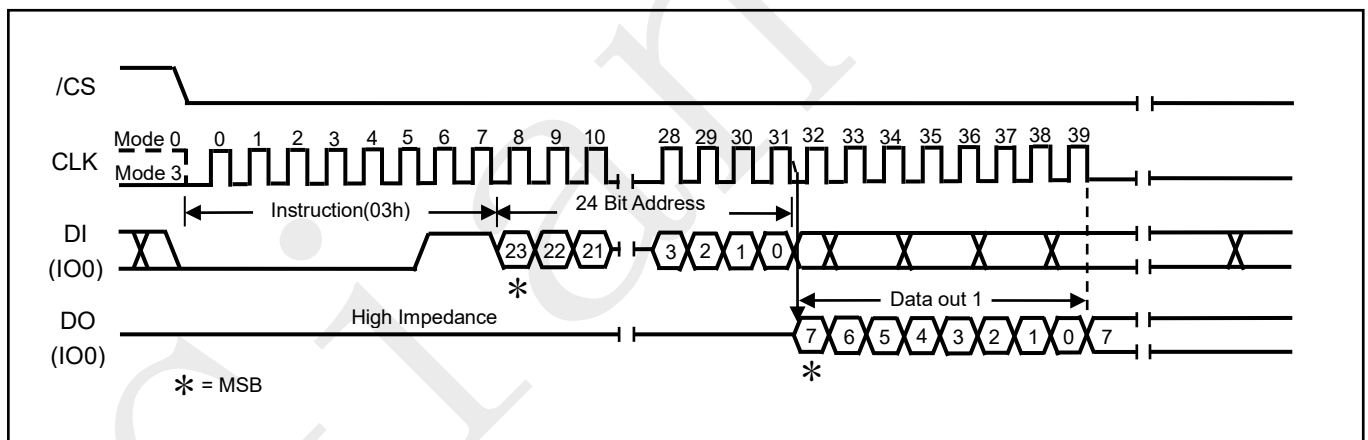 /CS
Mode 0 0 1 2 3 4 5 6 7 8 9 10 28 29 30 31 32 33 34 35 36 37 38 39
CLK
Mode 3
Instruction(03h) 24 Bit Address
DI
(IO0)
23 22 21 3 2 1 0
*
Data out 1
DO
(IO0)
High Impedance
7 6 5 4 3 2 1 0 7
*
* = MSB